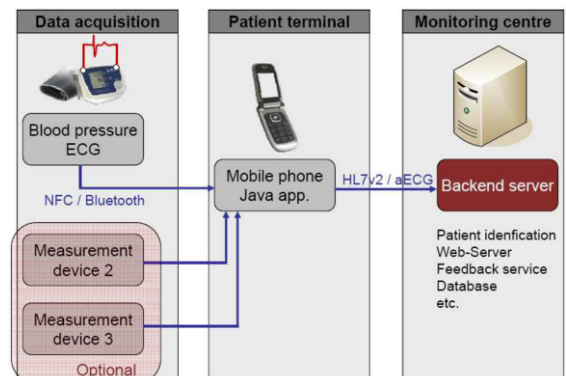 Data acquisition
Patient terminal
Monitoring centre
Blood pressure
ECG
NFC / Bluetooth
Mobile phone
Java app.
HL7v2 / aECG
Backend server
Measurement
device 2
Measurement
device 3
Optional
Patient idenfication
Web-Server
Feedback service
Database
etc.